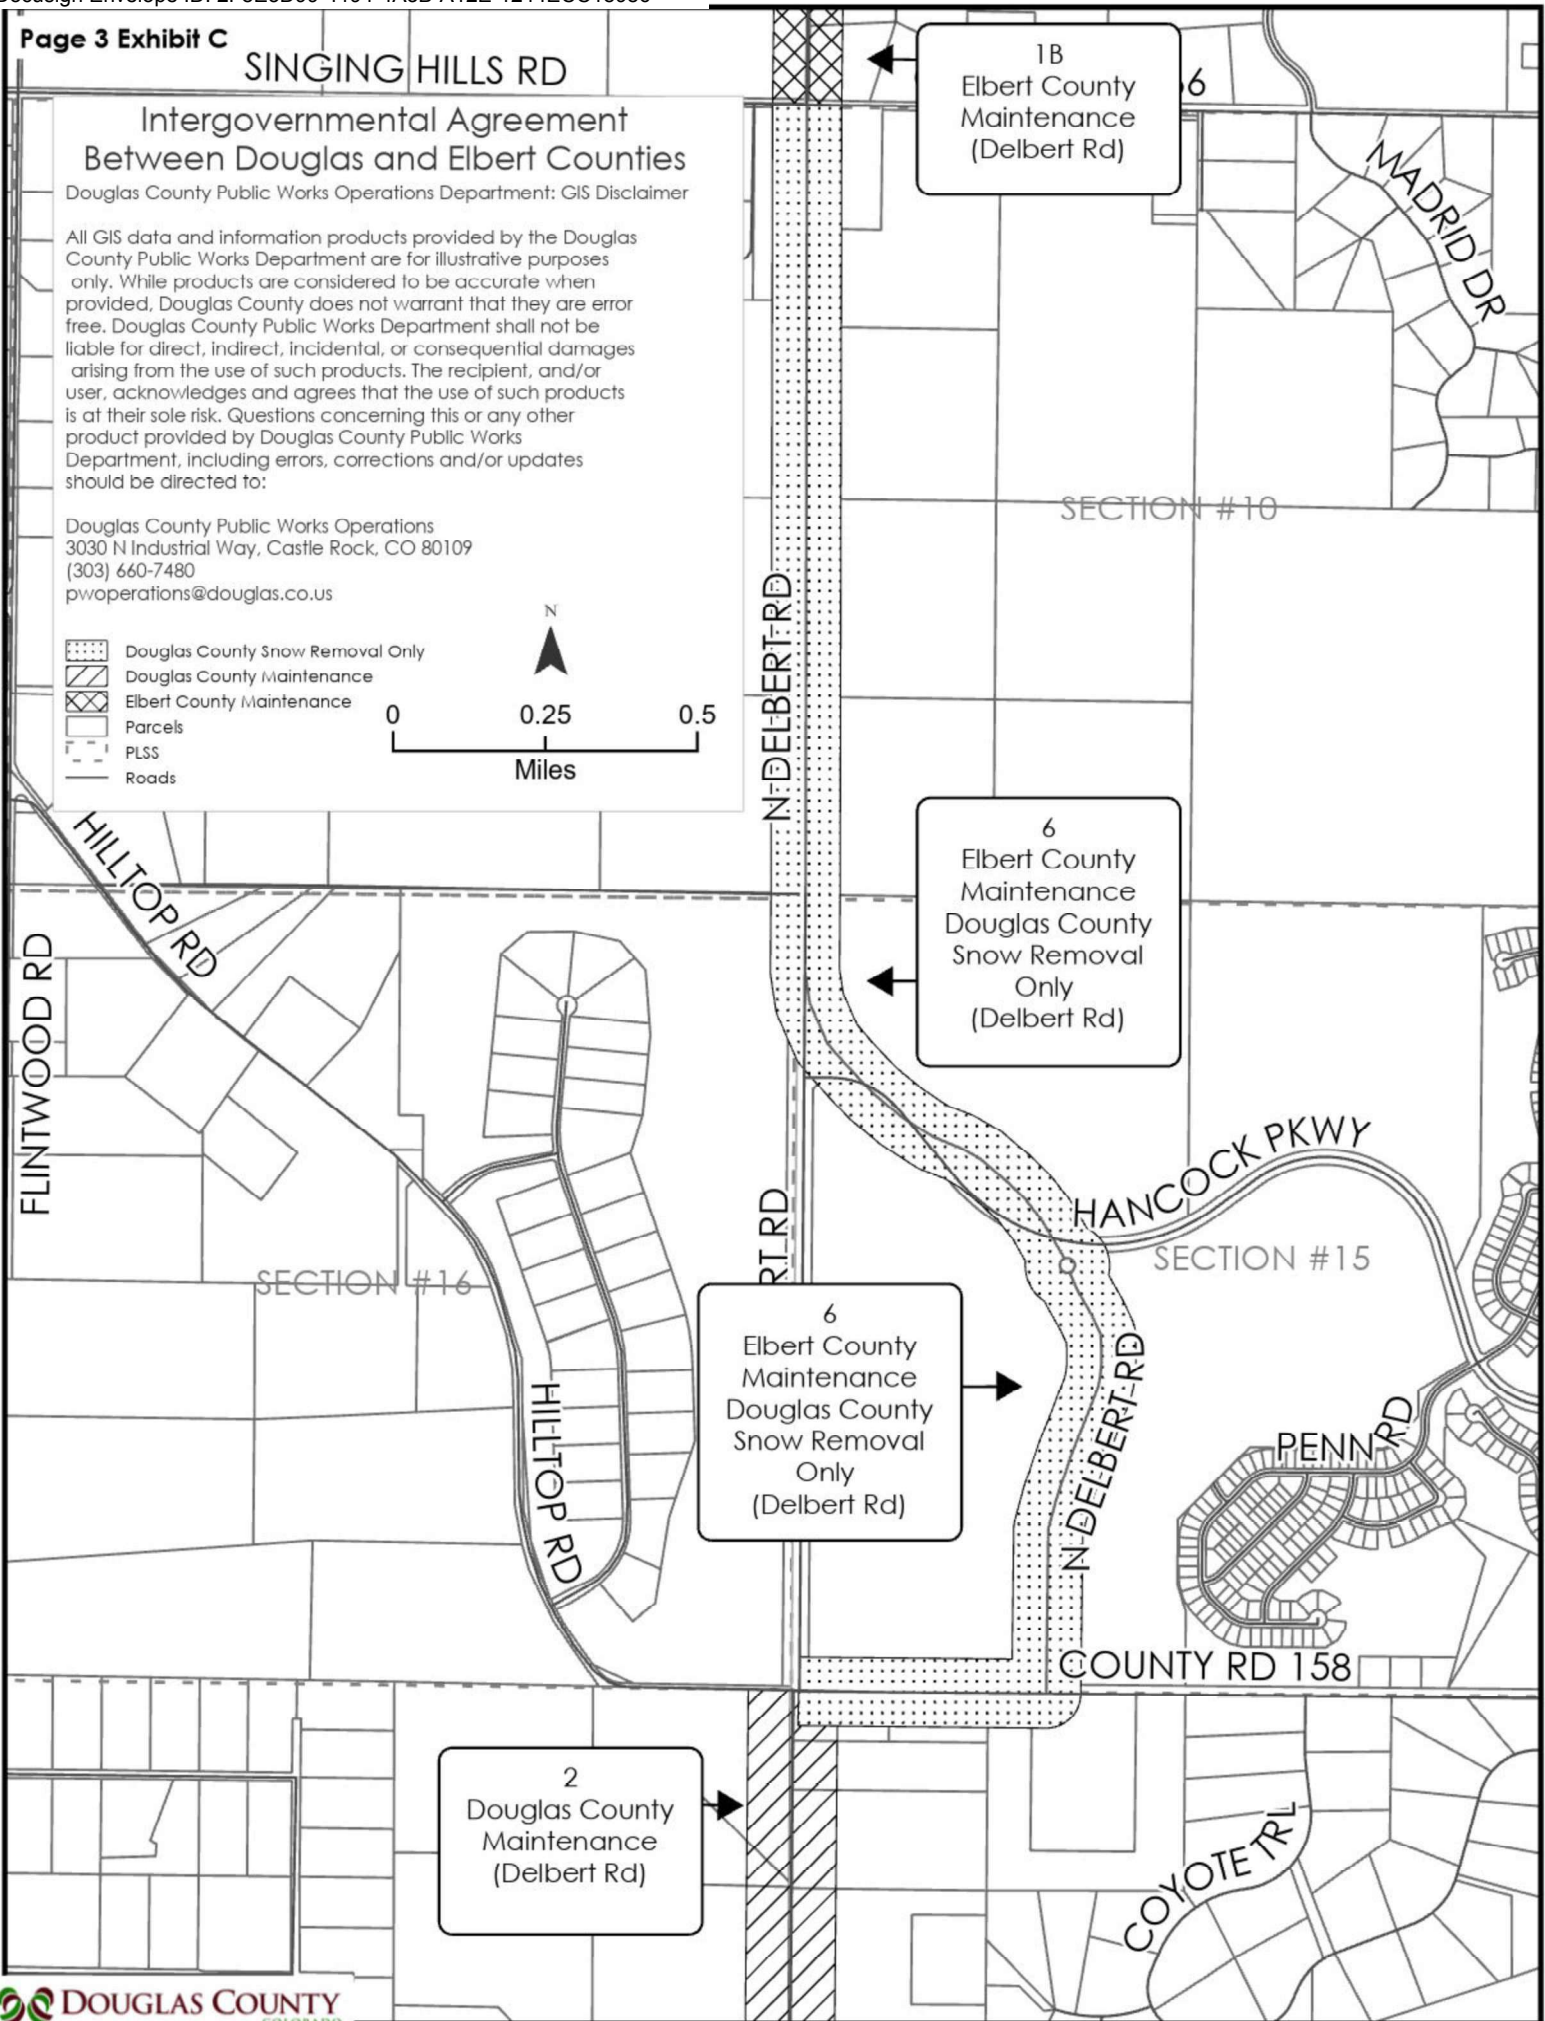 Page 3 Exhibit C
SINGING HILLS RD
Intergovernmental Agreement
Between Douglas and Elbert Counties
Douglas County Public Works Operations Department: GIS Disclaimer
All GIS data and information products provided by the Douglas
County Public Works Department are for illustrative purposes
only. While products are considered to be accurate when
provided, Douglas County does not warrant that they are error
free. Douglas County Public Works Department shall not be
liable for direct, indirect, incidental, or consequential damages
arising from the use of such products. The recipient, and/or
user, acknowledges and agrees that the use of such products
is at their sole risk. Questions concerning this or any other
product provided by Douglas County Public Works
Department, including errors, corrections and/or updates
should be directed to:
Douglas County Public Works Operations
3030 N Industrial Way, Castle Rock, CO 80109
(303) 660-7480
pwoperations@douglas.co.us
N
Douglas County Snow Removal Only
Douglas County Maintenance
Elbert County Maintenance
Parcels
PLSS
Roads
0 0.25 0.5
Miles
1B
Elbert County
Maintenance
(Delbert Rd)
6
MADRID DR
SECTION #10
N DELBERT RD
6
Elbert County
Maintenance
Douglas County
Snow Removal
Only
(Delbert Rd)
HILLTOP RD
FLINTWOOD RD
HANCOCK PKWY
SECTION #15
SECTION #16
RT RD
6
Elbert County
Maintenance
Douglas County
Snow Removal
Only
(Delbert Rd)
N DELBERT RD
HILLTOP RD
PENN RD
COUNTY RD 158
2
Douglas County
Maintenance
(Delbert Rd)
COYOTE TRL
DOUGLAS COUNTY